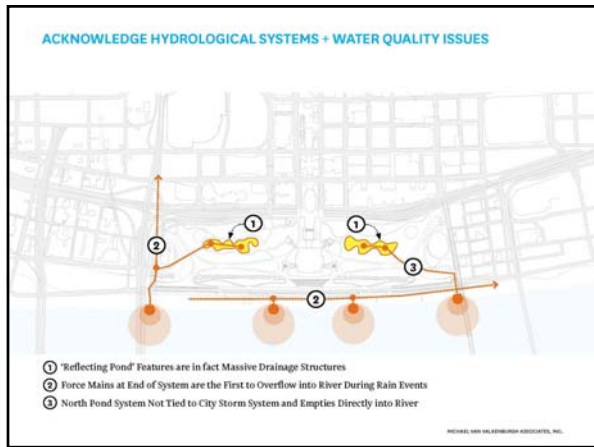 ACKNOWLEDGE HYDROLOGICAL SYSTEMS + WATER QUALITY ISSUES
1
1
2
3
2
1 'Reflecting Pond' Features are in fact Massive Drainage Structures
2 Force Mains at End of System are the First to Overflow into River During Rain Events
3 North Pond System Not Tied to City Storm System and Empties Directly into River
MICHAEL VAN VALKENBURGH ASSOCIATES, INC.